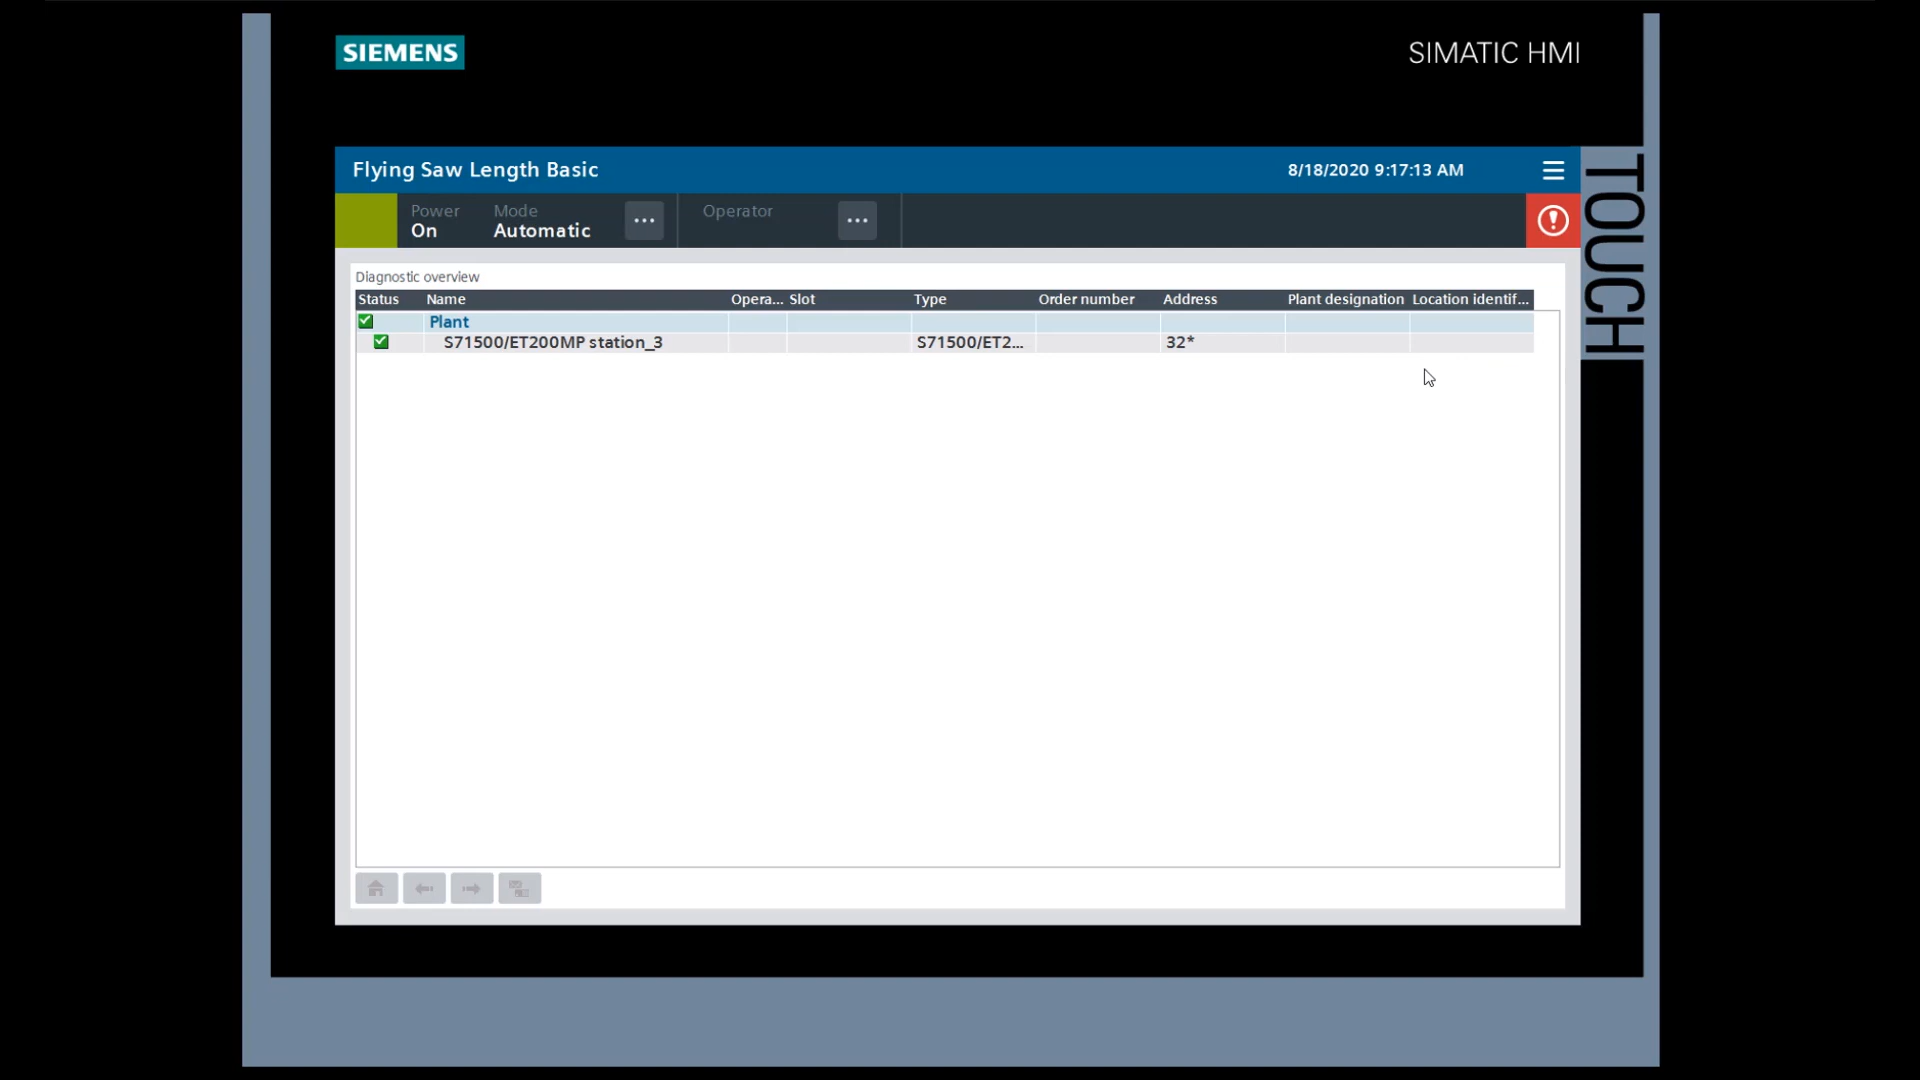 SIEMENS
SIMATIC HMI
TOUCH
Flying Saw Length Basic
8/18/2020 9:17:13 AM
Power
On
Mode
Automatic
...
Operator
...
Diagnostic overview
Status Name Opera... Slot Type Order number Address Plant designation Location identif...
Plant
S71500/ET200MP station_3 S71500/ET2... 32*